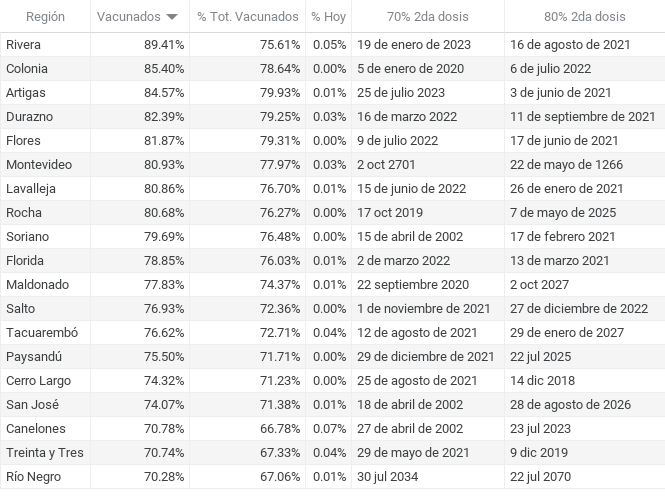 Región Vacunados % Tot. Vacunados % Hoy 70% 2da dosis 80% 2da dosis
Rivera 89.41% 75.61% 0.05% 19 de enero de 2023 16 de agosto de 2021
Colonia 85.40% 78.64% 0.00% 5 de enero de 2020 6 de julio 2022
Artigas 84.57% 79.93% 0.01% 25 de julio 2023 3 de junio de 2021
Durazno 82.39% 79.25% 0.03% 16 de marzo 2022 11 de septiembre de 2021
Flores 81.87% 79.31% 0.00% 9 de julio 2022 17 de junio de 2021
Montevideo 80.93% 77.97% 0.03% 2 oct 2701 22 de mayo de 1266
Lavalleja 80.86% 76.70% 0.01% 15 de junio de 2022 26 de enero de 2021
Rocha 80.68% 76.27% 0.00% 17 oct 2019 7 de mayo de 2025
Soriano 79.69% 76.48% 0.00% 15 de abril de 2002 17 de febrero 2021
Florida 78.85% 76.03% 0.01% 2 de marzo 2022 13 de marzo 2021
Maldonado 77.83% 74.37% 0.01% 22 septiembre 2020 2 oct 2027
Salto 76.93% 72.36% 0.00% 1 de noviembre de 2021 27 de diciembre de 2022
Tacuarembó 76.62% 72.71% 0.04% 12 de agosto de 2021 29 de enero de 2027
Paysandú 75.50% 71.71% 0.00% 29 de diciembre de 2021 22 jul 2025
Cerro Largo 74.32% 71.23% 0.00% 25 de agosto de 2021 14 dic 2018
San José 74.07% 71.38% 0.01% 18 de abril de 2002 28 de agosto de 2026
Canelones 70.78% 66.78% 0.07% 27 de abril de 2002 23 jul 2023
Treinta y Tres 70.74% 67.33% 0.04% 29 de mayo de 2021 9 dic 2019
Río Negro 70.28% 67.06% 0.01% 30 jul 2034 22 jul 2070